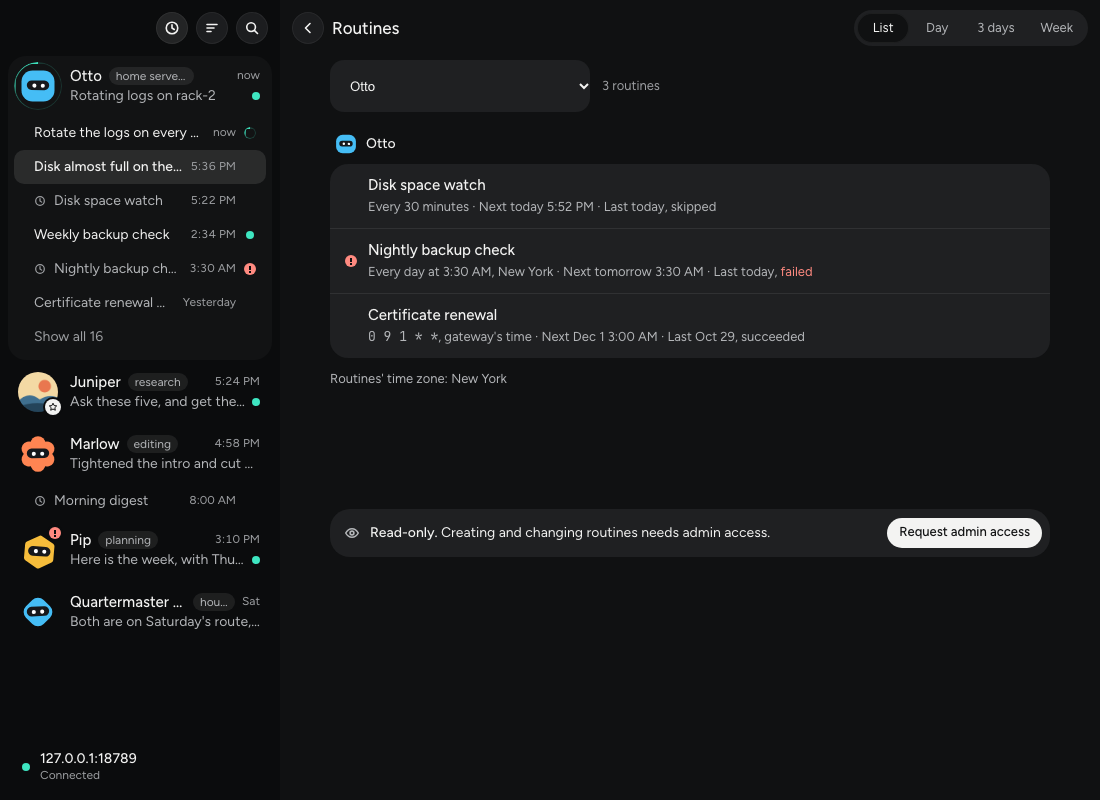 Otto home serve... now
Rotating logs on rack-2
Rotate the logs on every ... now
Disk almost full on the... 5:36 PM
Disk space watch 5:22 PM
Weekly backup check 2:34 PM
Nightly backup ch... 3:30 AM
Certificate renewal ... Yesterday
Show all 16
Juniper research 5:24 PM
Ask these five, and get the...
Marlow editing 4:58 PM
Tightened the intro and cut ...
Morning digest 8:00 AM
Pip planning 3:10 PM
Here is the week, with Thu...
Quartermaster ... hou... Sat
Both are on Saturday's route,...
127.0.0.1:18789
Connected
Routines
List Day 3 days Week
Otto 3 routines
Otto
Disk space watch
Every 30 minutes · Next today 5:52 PM · Last today, skipped
Nightly backup check
Every day at 3:30 AM, New York · Next tomorrow 3:30 AM · Last today, failed
Certificate renewal
0 9 1 * *, gateway's time · Next Dec 1 3:00 AM · Last Oct 29, succeeded
Routines' time zone: New York
Read-only. Creating and changing routines needs admin access. Request admin access